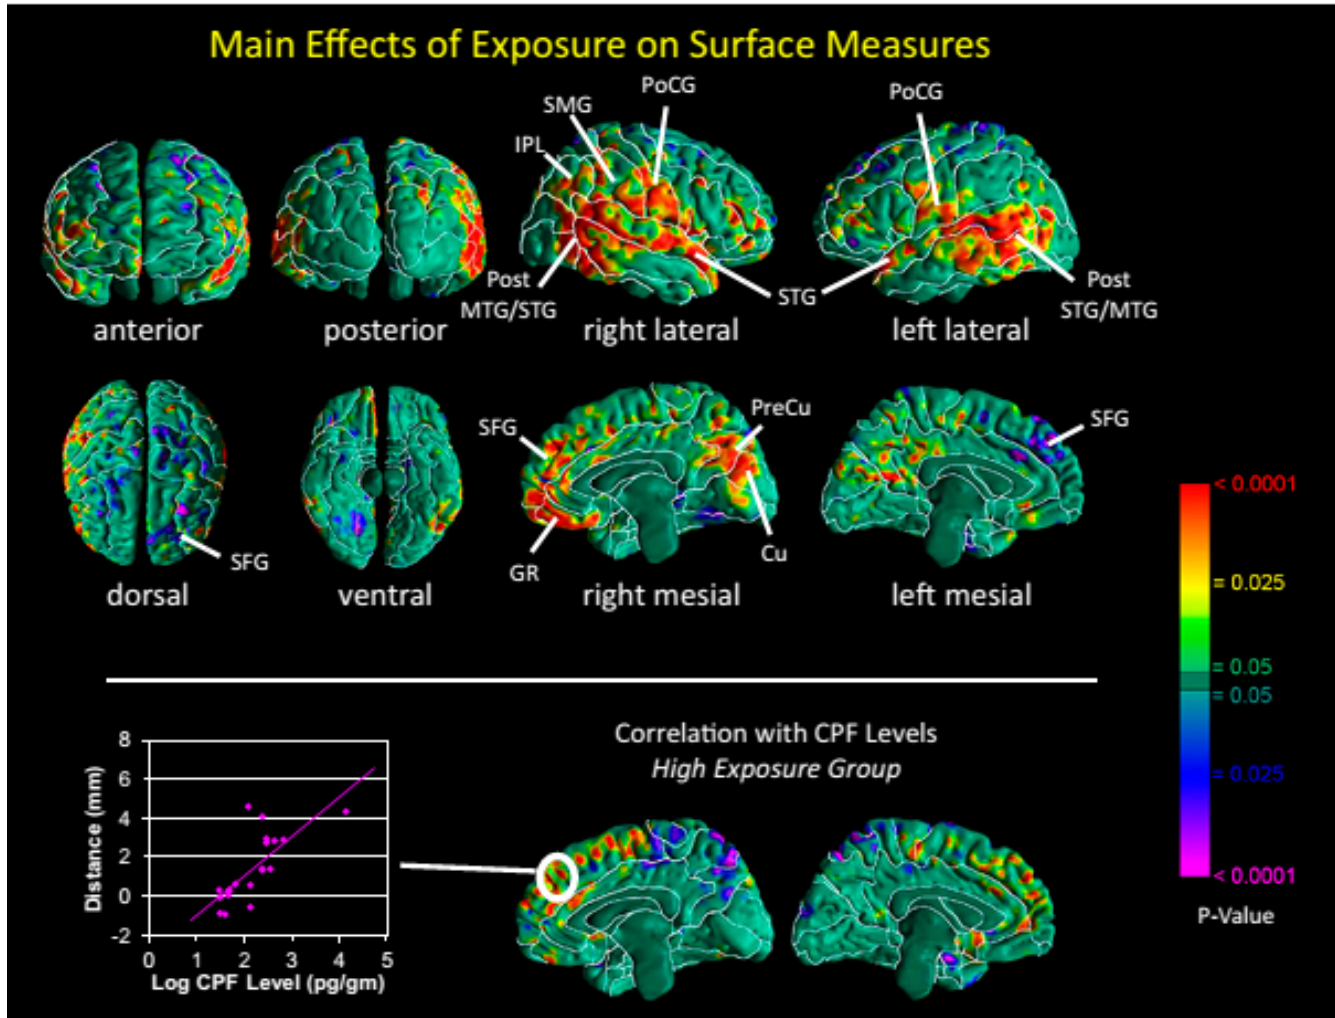 Main Effects of Exposure on Surface Measures
PoCG
SMG
IPL
PoCG
Post
MTG/STG
STG
Post
STG/MTG
anterior
posterior
right lateral
left lateral
SFG
PreCu
SFG
SFG
GR
Cu
dorsal
ventral
right mesial
left mesial
< 0.0001
= 0.025
= 0.05
= 0.05
= 0.025
< 0.0001
P-Value
Correlation with CPF Levels
High Exposure Group
Distance (mm)
8
6
4
2
0
-2
0 1 2 3 4 5
Log CPF Level (pg/gm)